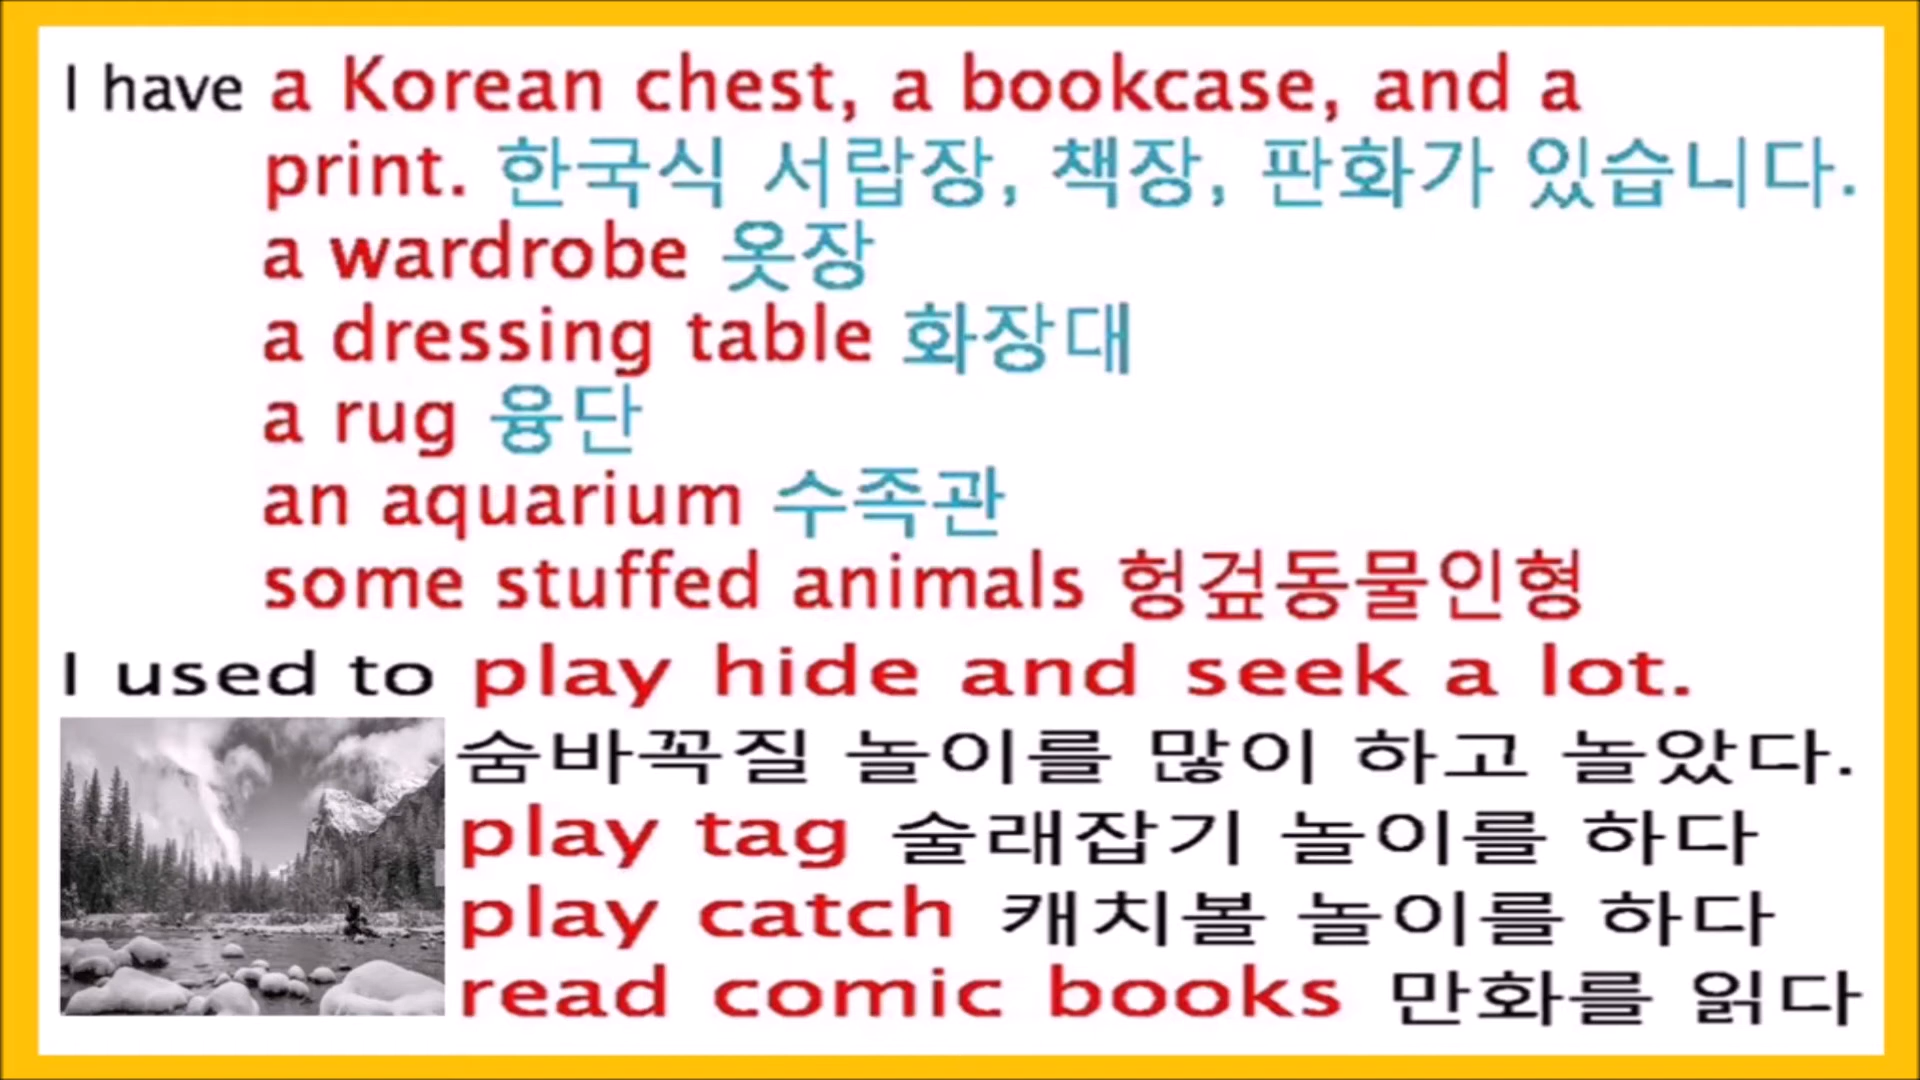 I have a Korean chest, a bookcase, and a
print. 한국식 서랍장, 책장, 판화가 있습니다.
a wardrobe 옷장
a dressing table 화장대
a rug 융단
an aquarium 수족관
some stuffed animals 헝겊동물인형
I used to play hide and seek a lot.
숨바꼭질 놀이를 많이 하고 놀았다.
play tag 술래잡기 놀이를 하다
play catch 캐치볼 놀이를 하다
read comic books 만화를 읽다